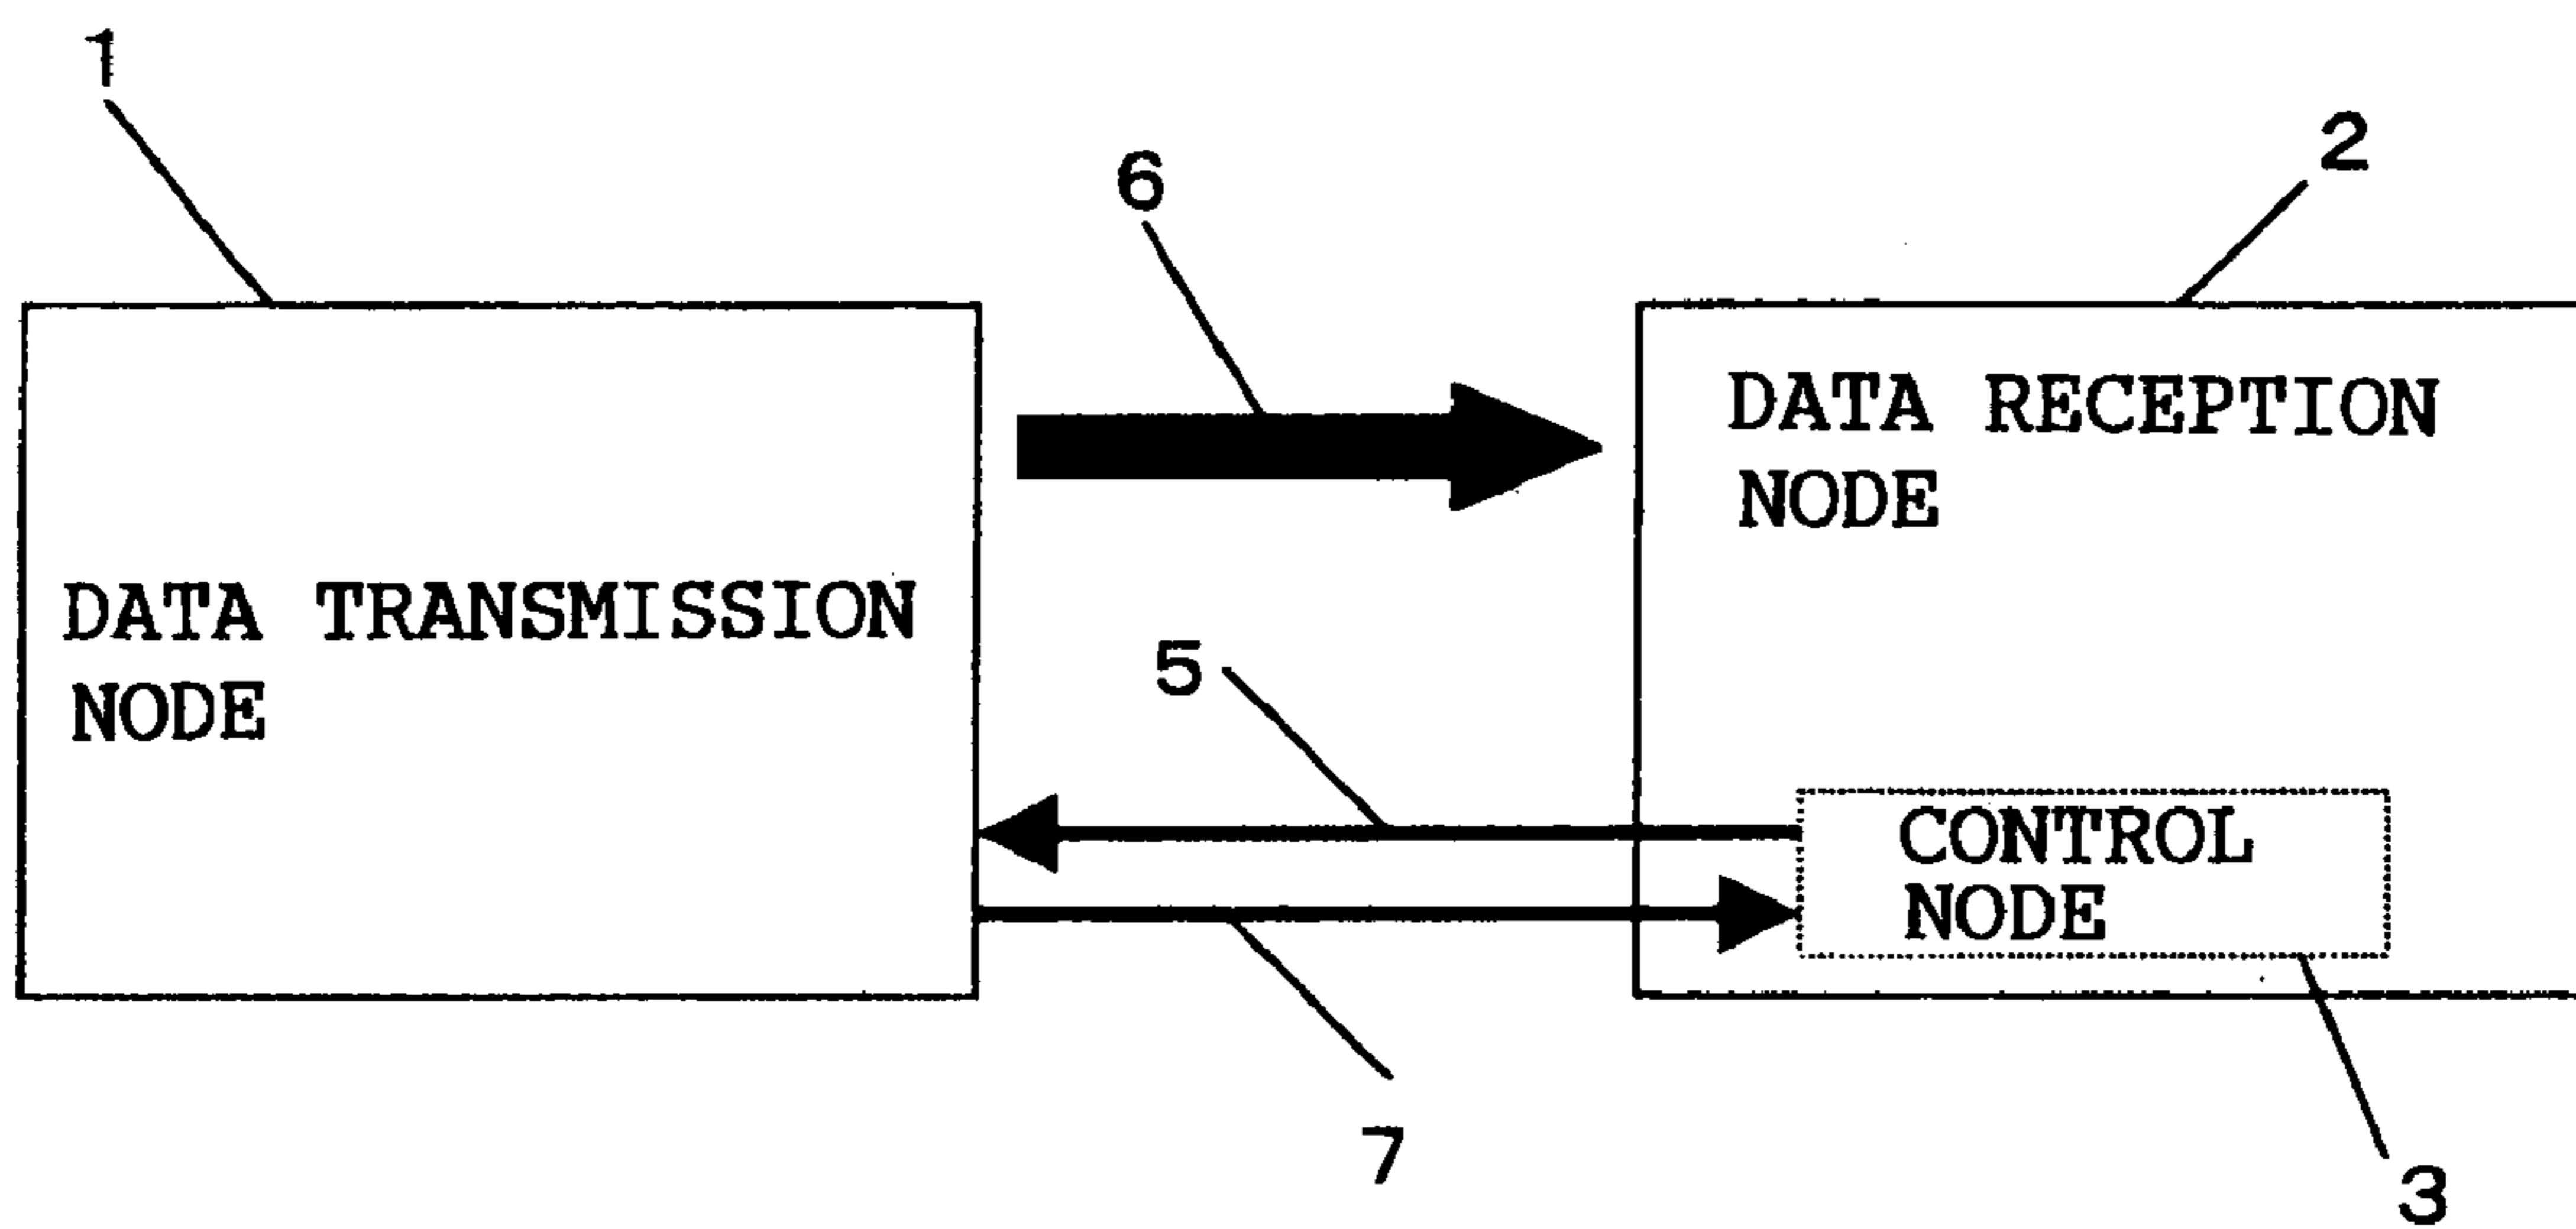 1
2
6
DATA RECEPTION
NODE
DATA TRANSMISSION
NODE
5
CONTROL
NODE
7
3